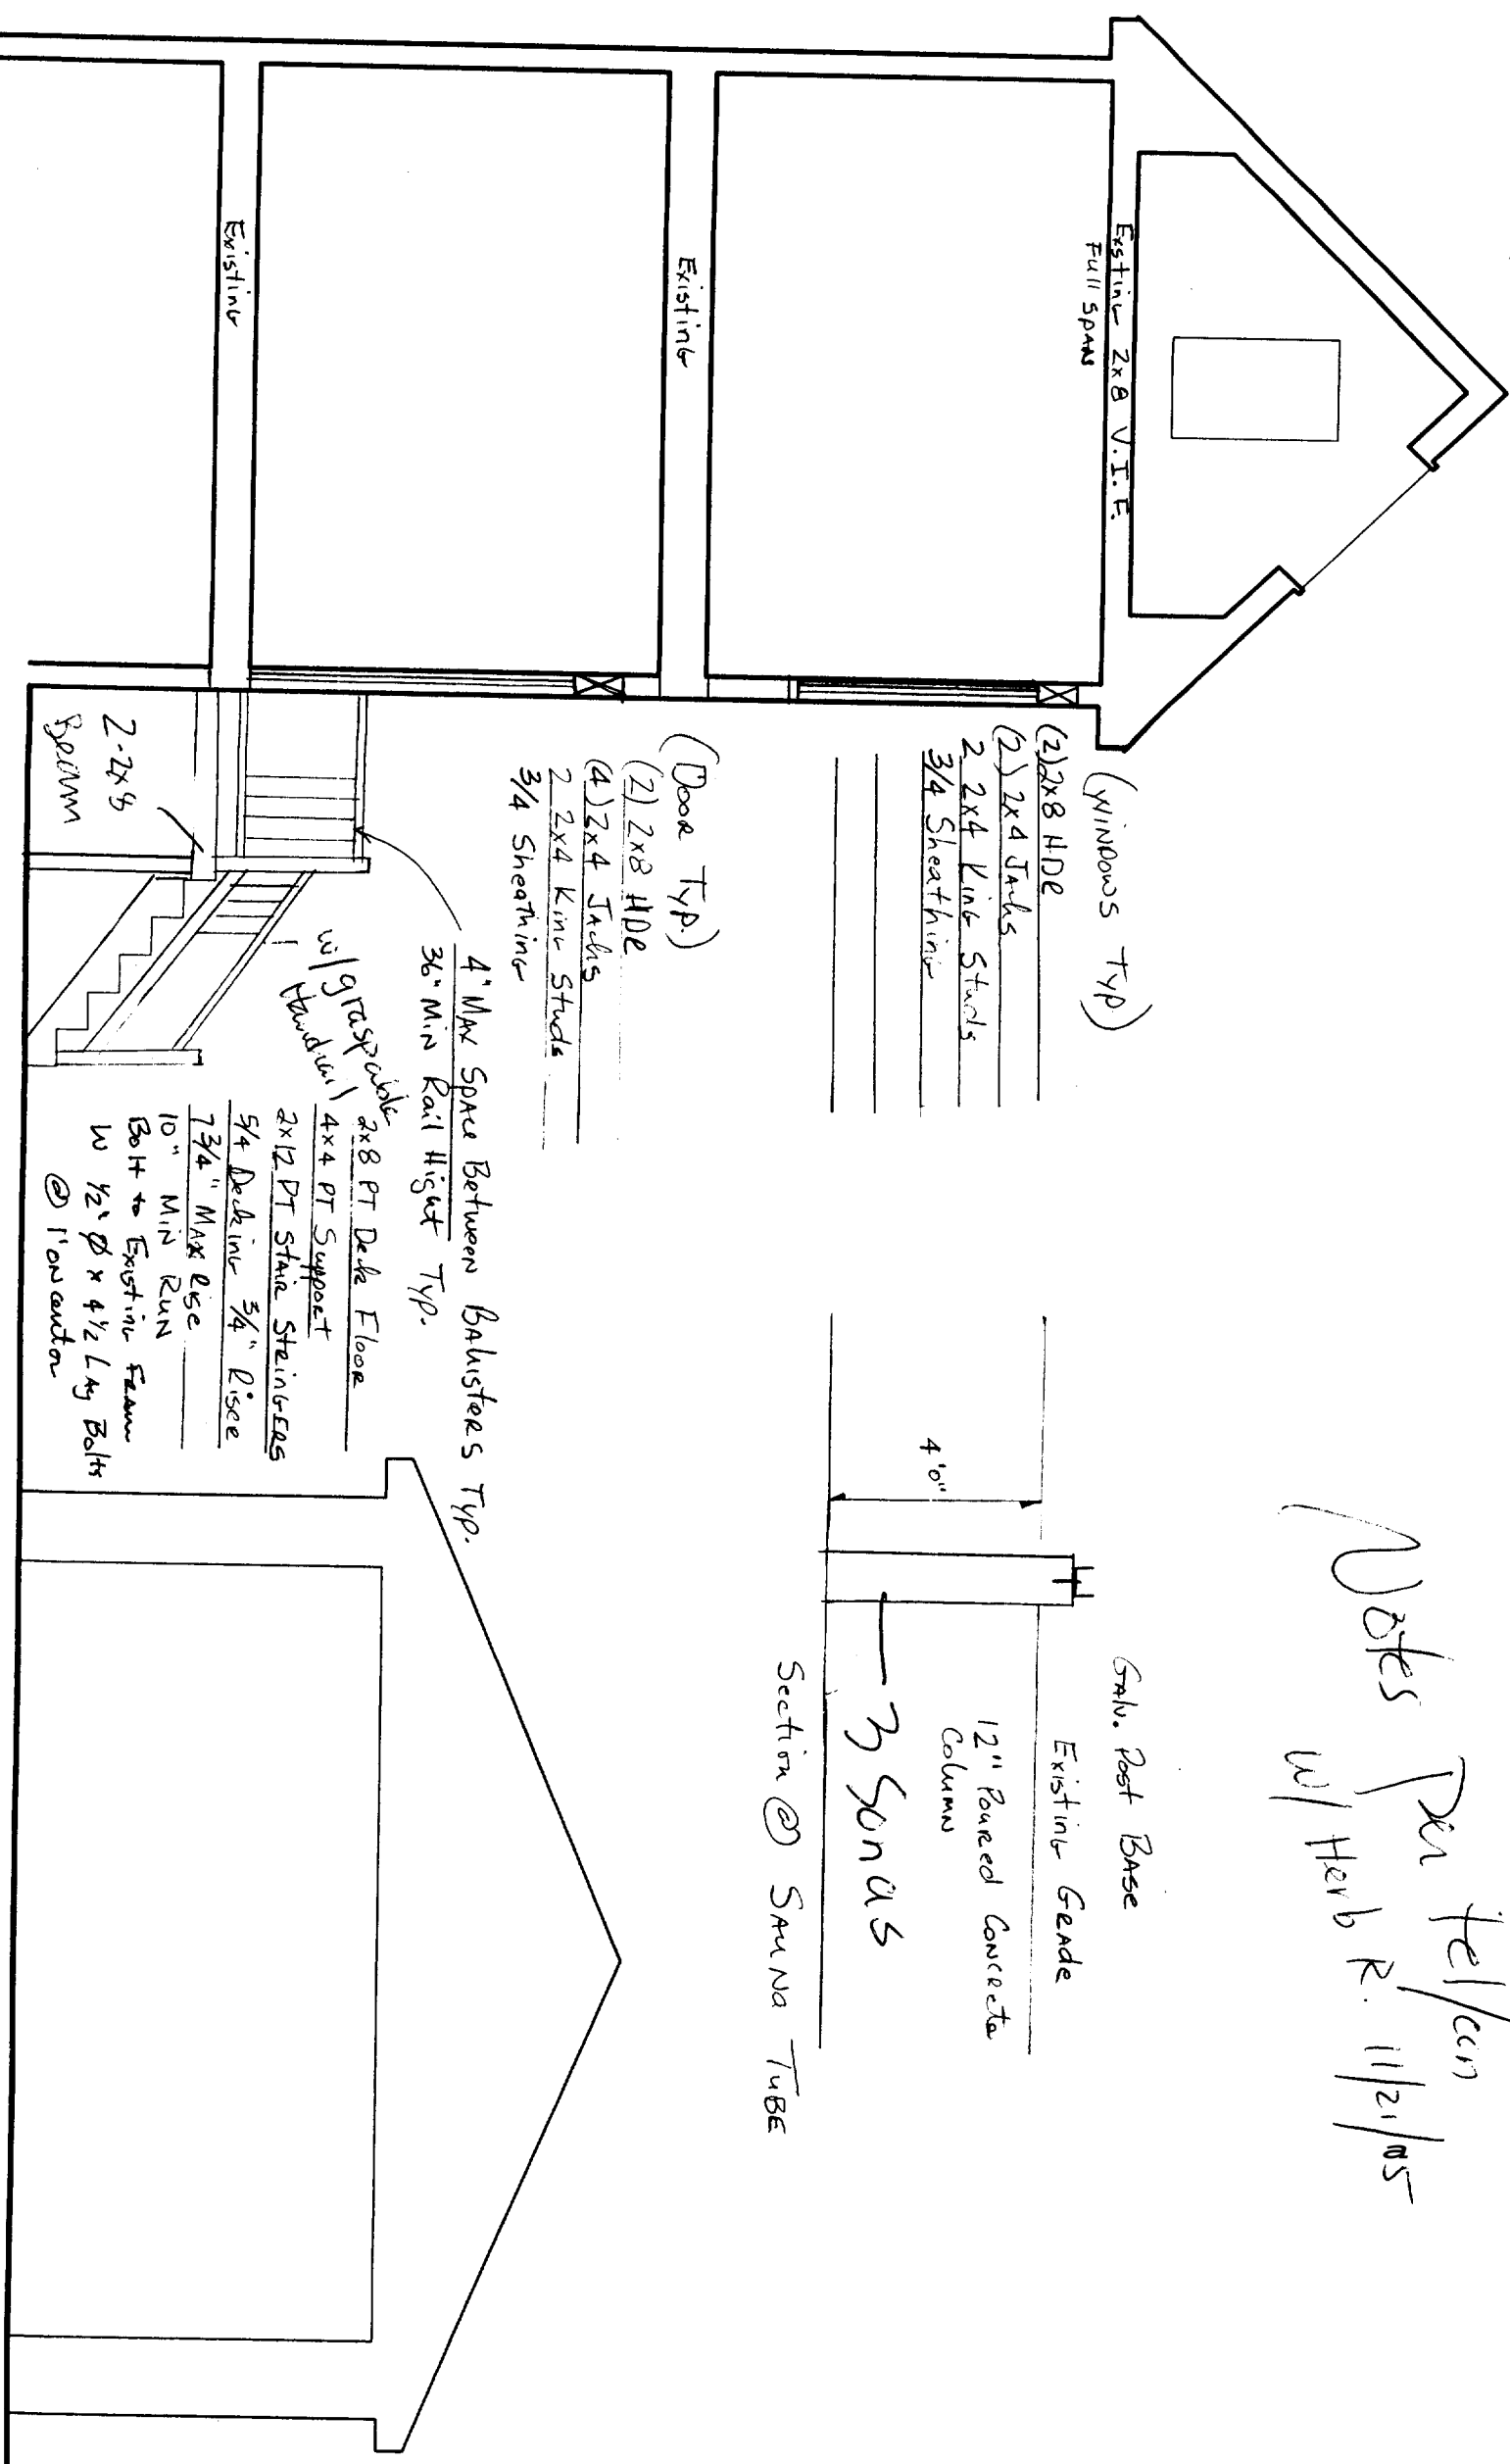 Notes Per tel/con
w/ Herb R. 11/21/05
Existing 2x8 V.I.F.
Full Span
Existing
Existing
(Windows Typ)
(2) 2x8 HDR
(2) 2x4 Jacks
2 2x4 King Studs
3/4 Sheathing
(Door Typ.)
(2) 2x8 HDR
(4) 2x4 Jacks
2 2x4 King Studs
3/4 Sheathing
4" Max Space Between Balusters Typ.
36" Min Rail Hight Typ.
w/ graspable
Handrail
2-2x8
Beam
2x8 PT Deck Floor
4x4 PT Support
2x12 PT Stair Stringers
5/4 Decking 3/4" Riser
7 3/4" Max Rise
10" Min Run
Bolt to Existing Fram
W 1/2" Ø x 4 1/2 Lag Bolts
@ 1' on center
Galv. Post Base
Existing Grade
12" Poured Concrete
Column
4'0"
3 Sonas
Section @ Sauna Tube